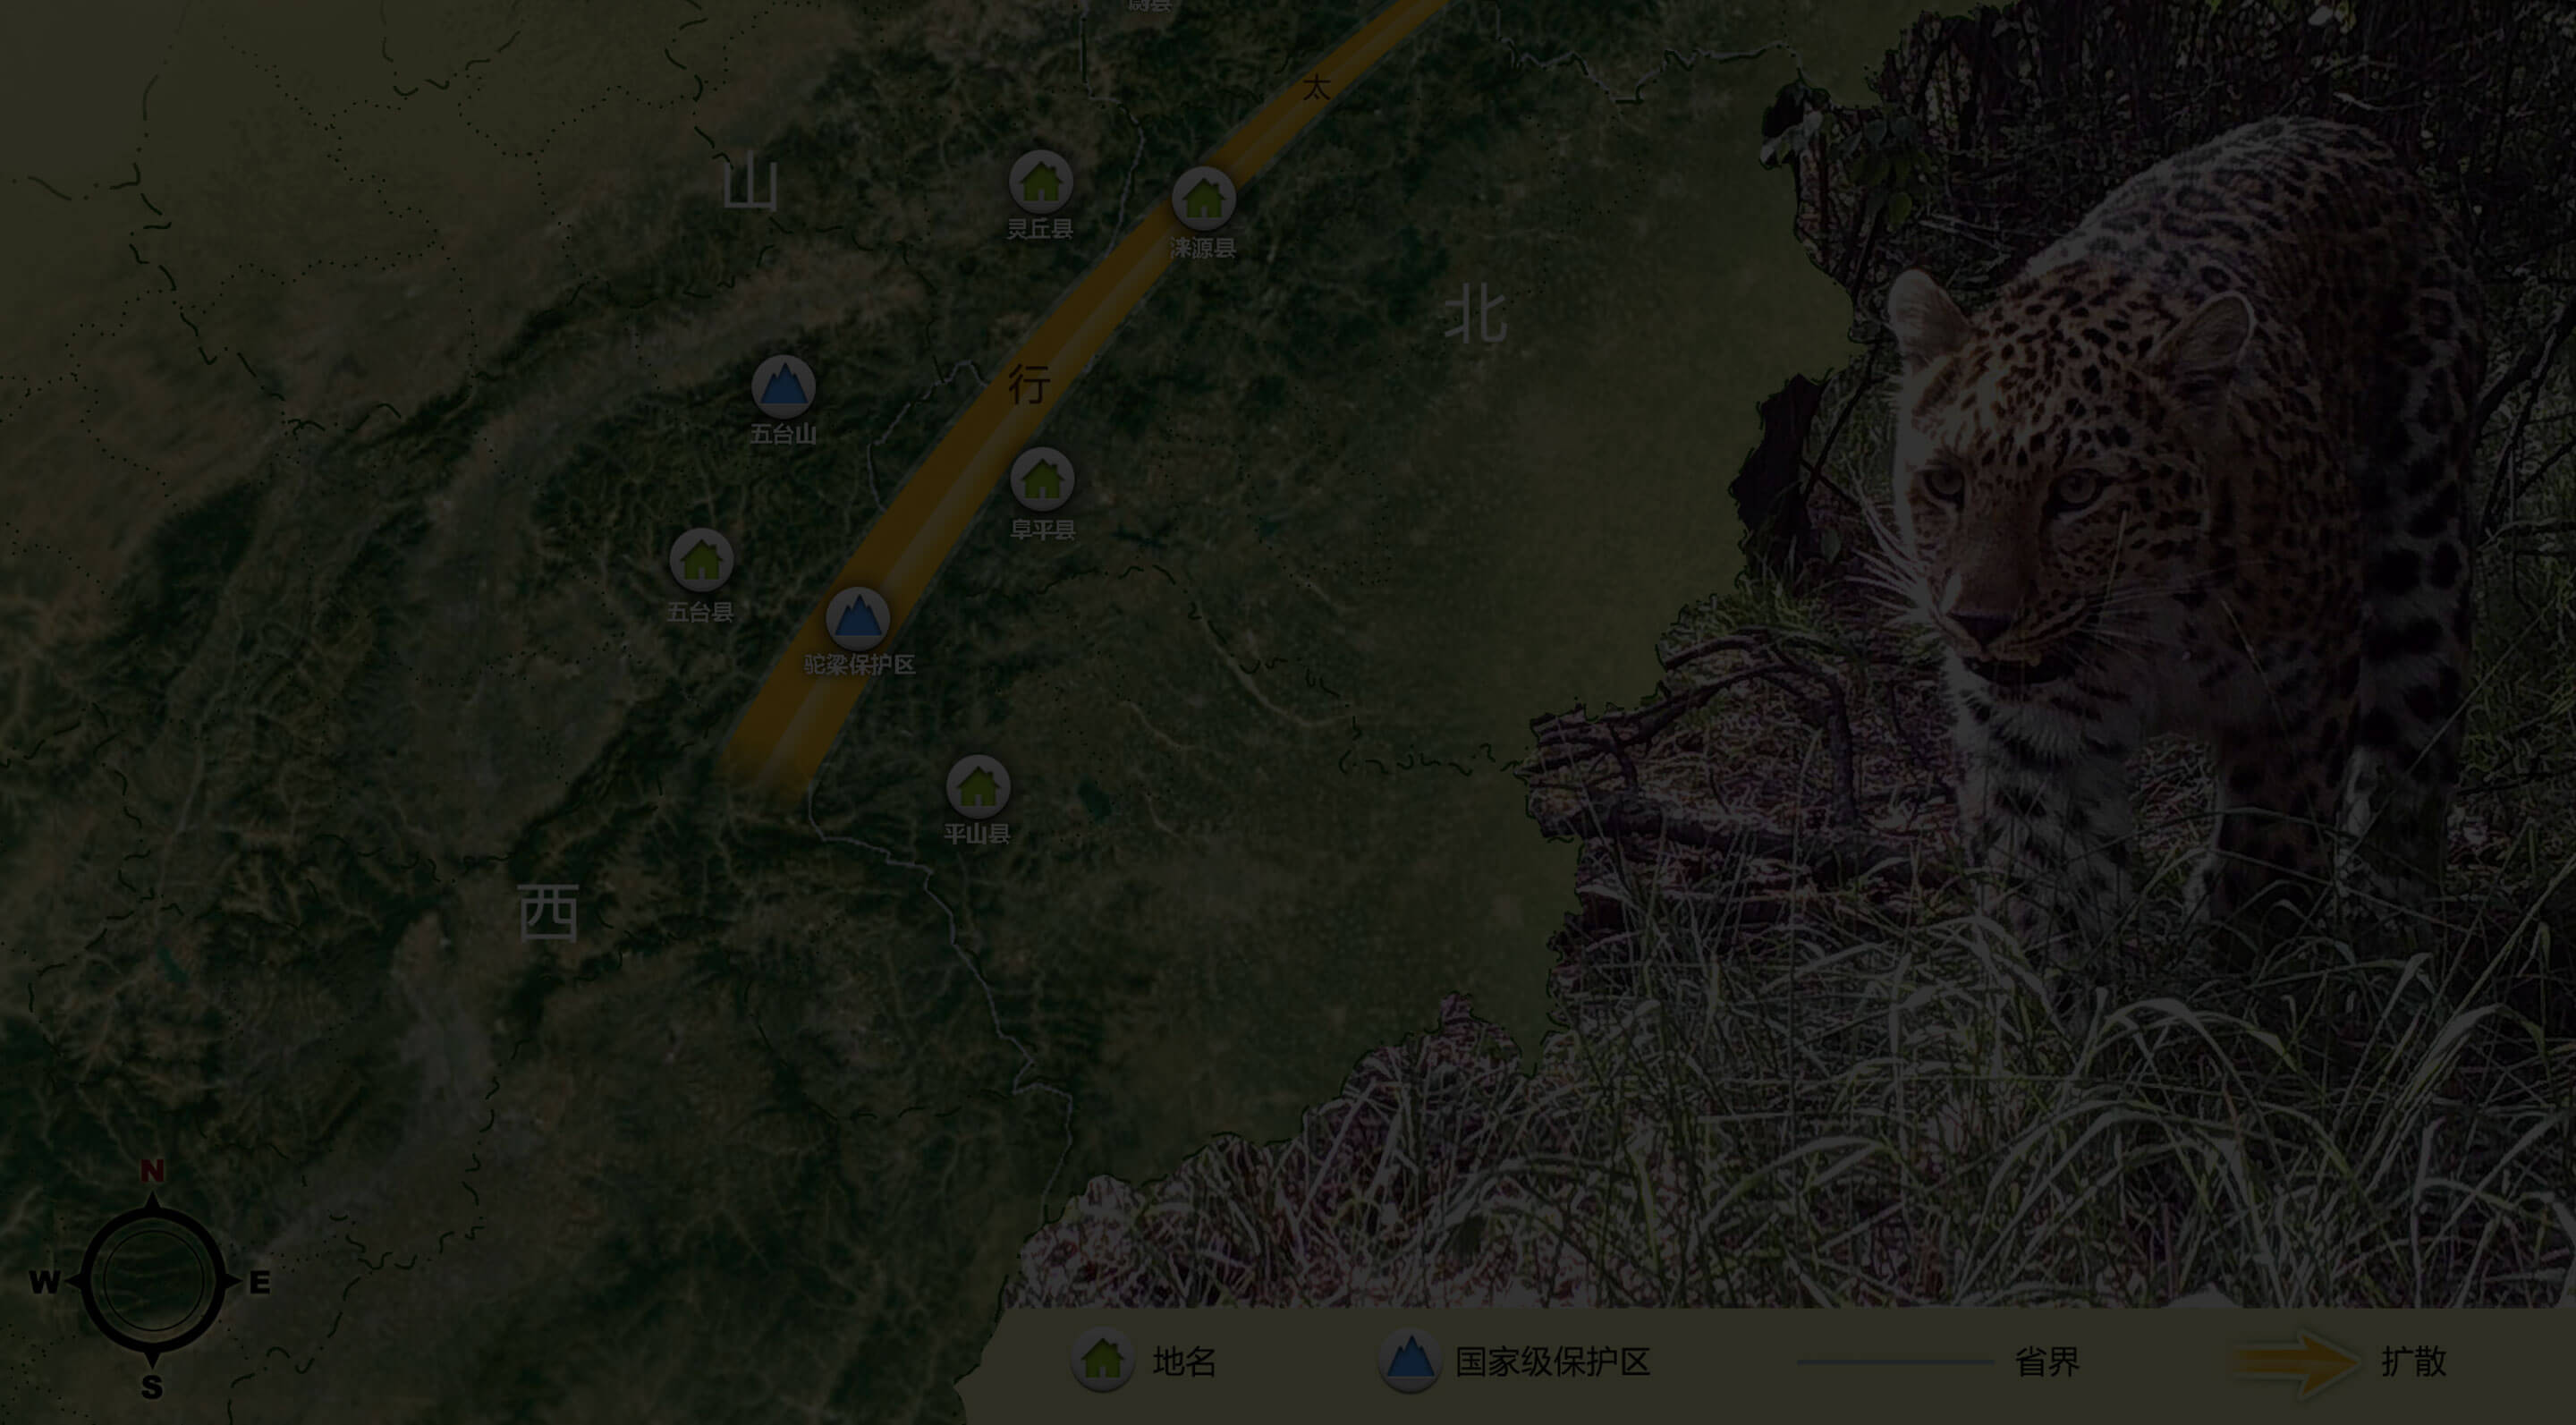 蔚县
太
山
灵丘县
涞源县
北
行
五台山
阜平县
五台县
驼梁保护区
平山县
西
N
W
E
S
地名
国家级保护区
省界
扩散